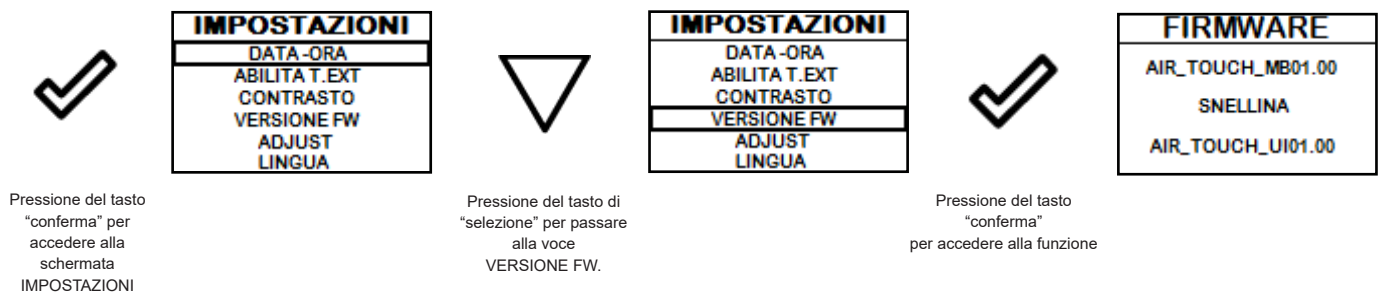 IMPOSTAZIONI
DATA -ORA
ABILITA T.EXT
CONTRASTO
VERSIONE FW
ADJUST
LINGUA
IMPOSTAZIONI
DATA -ORA
ABILITA T.EXT
CONTRASTO
VERSIONE FW
ADJUST
LINGUA
FIRMWARE
AIR_TOUCH_MB01.00
SNELLINA
AIR_TOUCH_UI01.00
Pressione del tasto
“conferma” per
accedere alla
schermata
IMPOSTAZIONI
Pressione del tasto di
“selezione” per passare
alla voce
VERSIONE FW.
Pressione del tasto
“conferma”
per accedere alla funzione